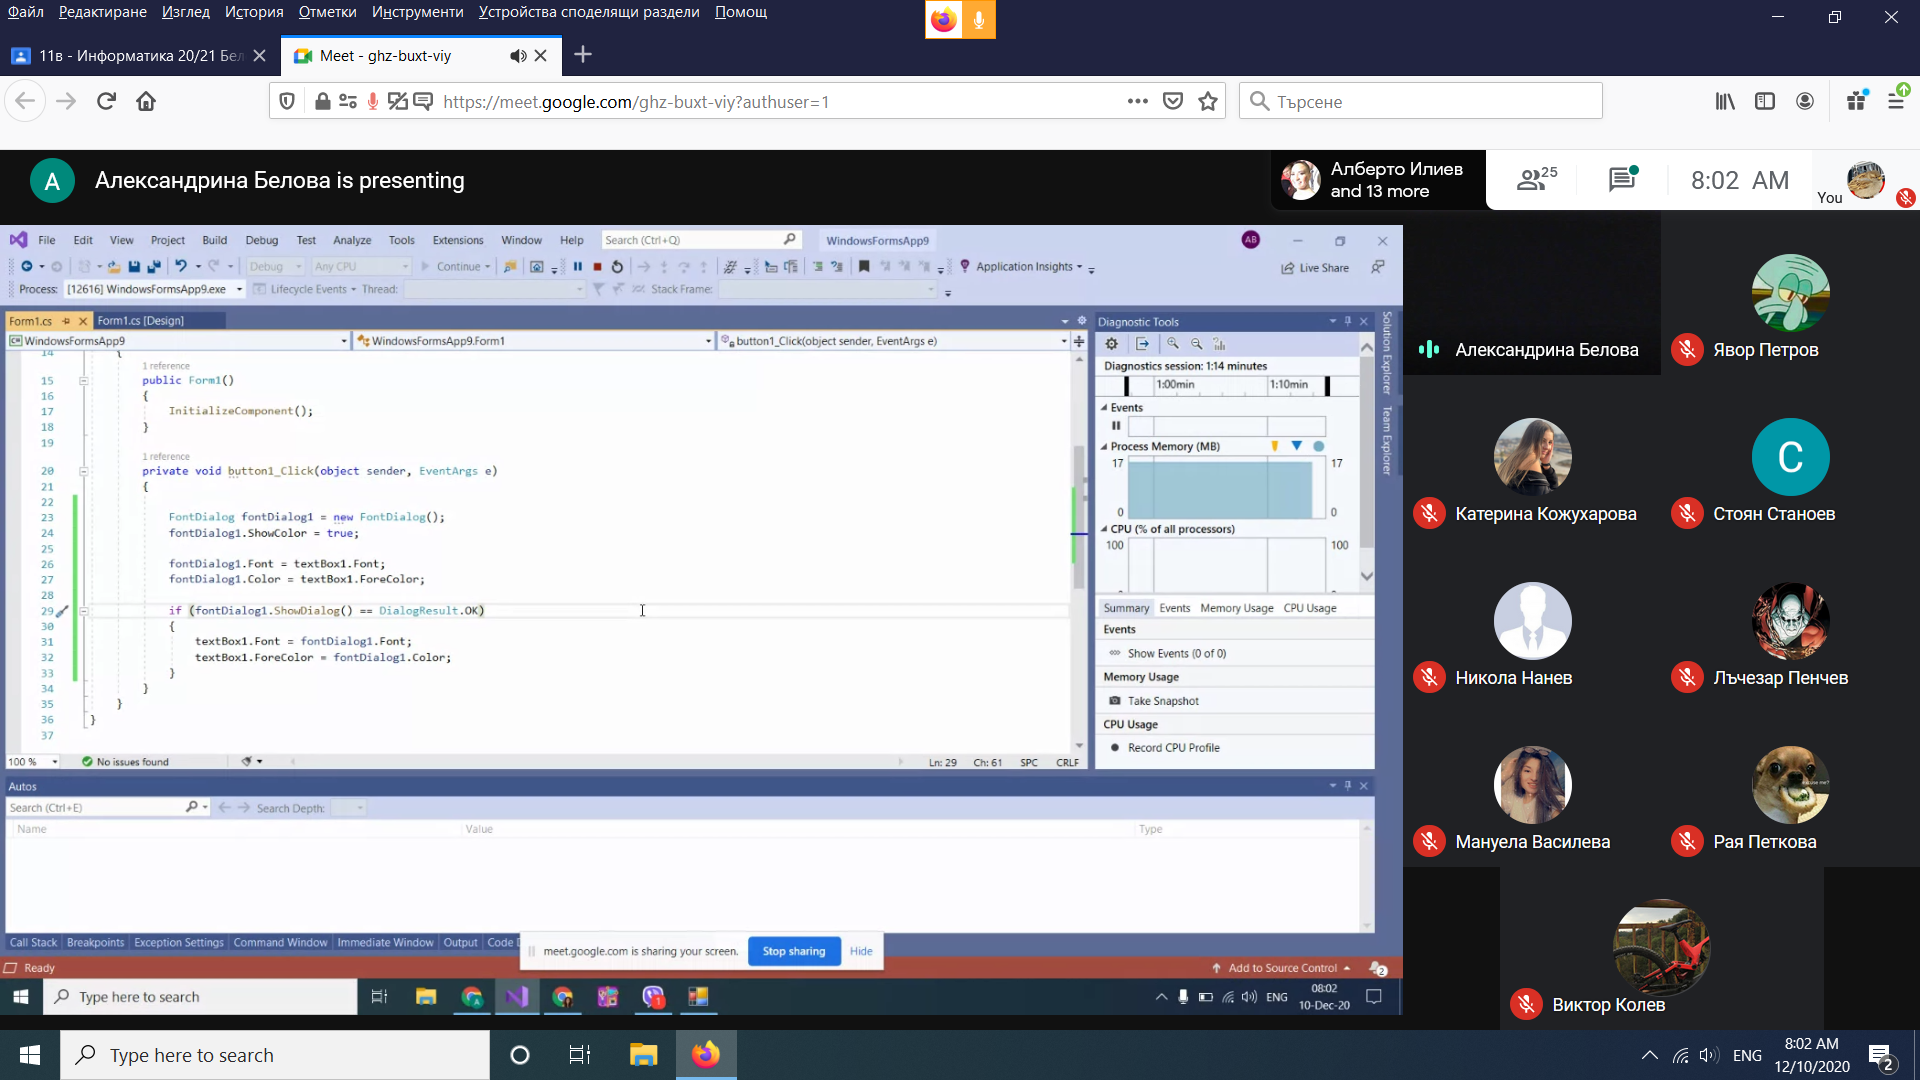 Файл Редактиране Изглед История Отметки Инструменти Устройства споделящи раздели Помощ
11в - Информатика 20/21 Бел
Meet - ghz-buxt-viy
https://meet.google.com/ghz-buxt-viy?authuser=1
Търсене
A Александрина Белова is presenting
Алберто Илиев
and 13 more
25
8:02 AM
You
File Edit View Project Build Debug Test Analyze Tools Extensions Window Help Search (Ctrl+Q) WindowsFormsApp9 AB
Debug Any CPU Continue Application Insights Live Share
Process: [12616] WindowsFormsApp9.exe Lifecycle Events Thread: Stack Frame:
Form1.cs Form1.cs [Design]
WindowsFormsApp9 WindowsFormsApp9.Form1 button1_Click(object sender, EventArgs e)
14 {
1 reference
15 public Form1()
16 {
17 InitializeComponent();
18 }
19
1 reference
20 private void button1_Click(object sender, EventArgs e)
21 {
22
23 FontDialog fontDialog1 = new FontDialog();
24 fontDialog1.ShowColor = true;
25
26 fontDialog1.Font = textBox1.Font;
27 fontDialog1.Color = textBox1.ForeColor;
28
29 if (fontDialog1.ShowDialog() == DialogResult.OK)
30 {
31 textBox1.Font = fontDialog1.Font;
32 textBox1.ForeColor = fontDialog1.Color;
33 }
34 }
35 }
36 }
37
100 % No issues found Ln: 29 Ch: 61 SPC CRLF
Diagnostic Tools
Diagnostics session: 1:14 minutes
1:00min 1:10min
Events
Process Memory (MB)
17 17
0 0
CPU (% of all processors)
100 100
Summary Events Memory Usage CPU Usage
Events
Show Events (0 of 0)
Memory Usage
Take Snapshot
CPU Usage
Record CPU Profile
Solution Explorer
Team Explorer
Autos
Search (Ctrl+E) Search Depth:
Name Value Type
Call Stack Breakpoints Exception Settings Command Window Immediate Window Output Code D
meet.google.com is sharing your screen. Stop sharing Hide
Ready Add to Source Control 2
Type here to search ENG 08:02
10-Dec-20
Александрина Белова
Явор Петров
Катерина Кожухарова
C
Стоян Станоев
Никола Нанев
Лъчезар Пенчев
Мануела Василева
Рая Петкова
Виктор Колев
Type here to search ENG 8:02 AM
12/10/2020 2